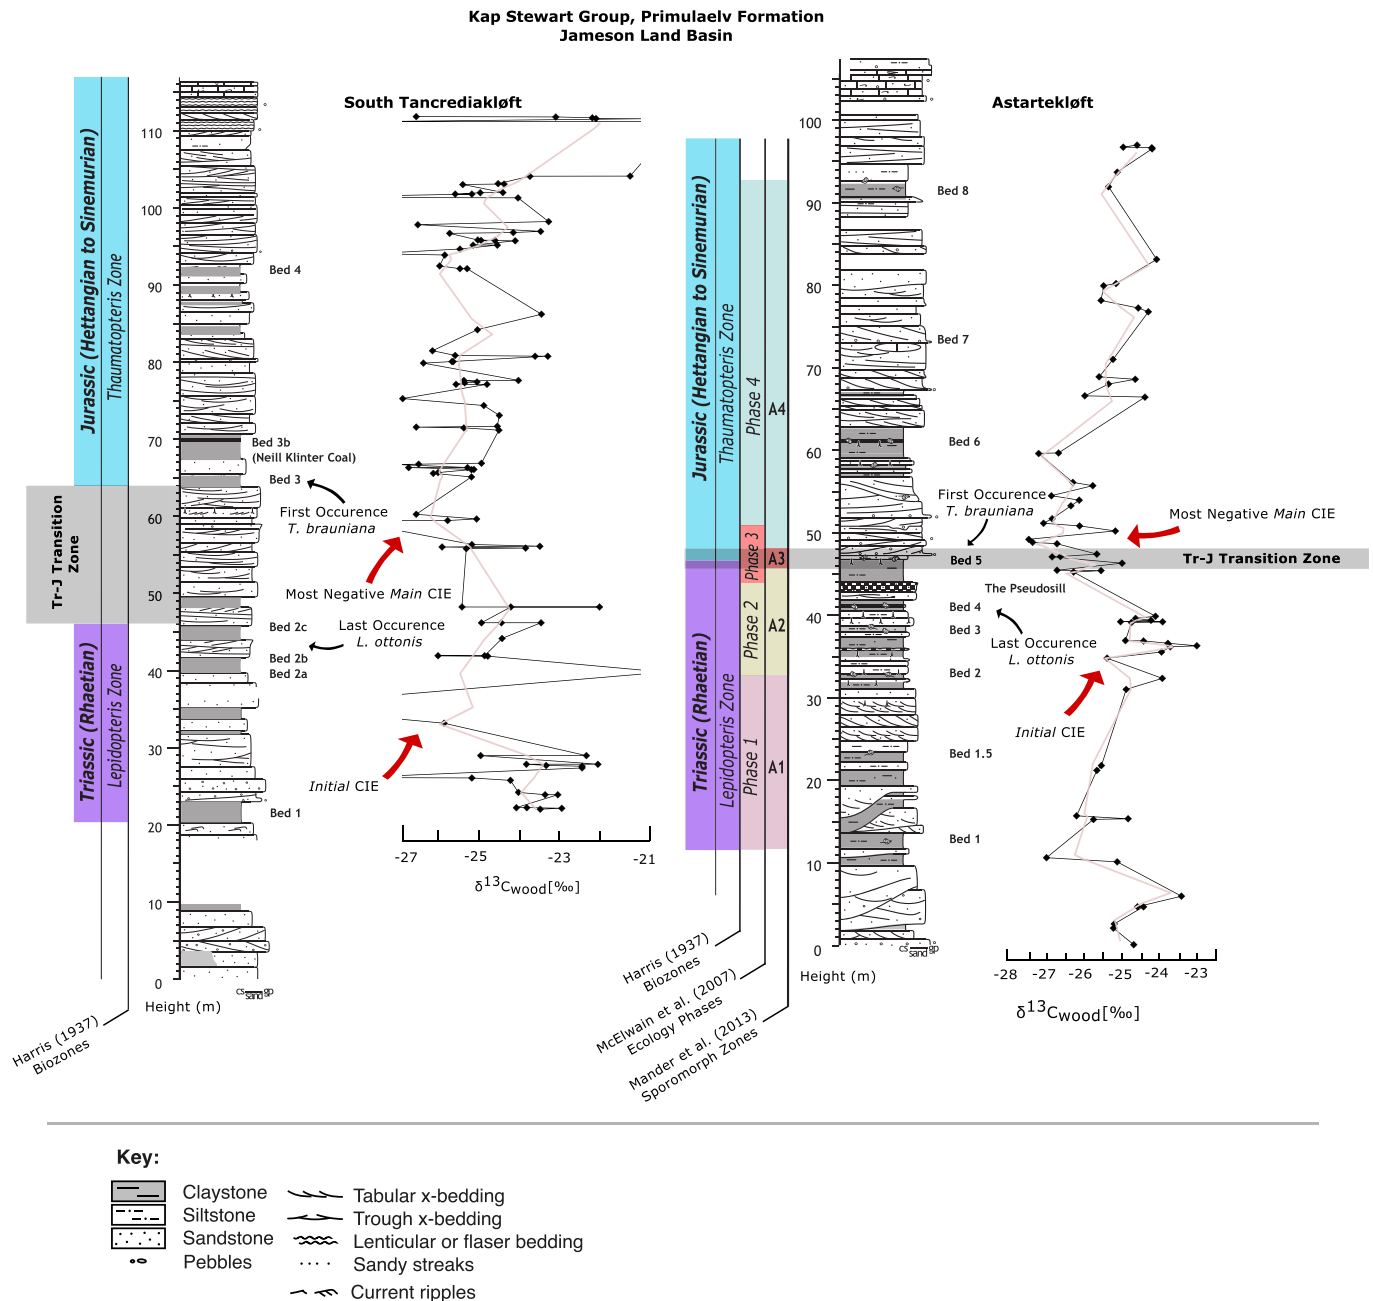 Kap Stewart Group, Primulaelv Formation
Jameson Land Basin
South Tancrediakløft
Astartekløft
Jurassic (Hettangian to Sinemurian)
Thaumatopteris Zone
Tr-J Transition
Zone
Triassic (Rhaetian)
Lepidopteris Zone
110
100
90
80
70
60
50
40
30
20
10
0
Height (m)
cs
sand
gp
Harris (1937)
Biozones
Bed 4
Bed 3b
(Neill Klinter Coal)
Bed 3
First Occurence
T. brauniana
Most Negative Main CIE
Last Occurence
L. ottonis
Bed 2c
Bed 2b
Bed 2a
Initial CIE
Bed 1
-27
-25
-23
-21
δ13Cwood[‰]
Jurassic (Hettangian to Sinemurian)
Thaumatopteris Zone
Triassic (Rhaetian)
Lepidopteris Zone
Phase 4
Phase 3
Phase 2
Phase 1
A4
A3
A2
A1
Harris (1937)
Biozones
McElwain et al. (2007)
Ecology Phases
Mander et al. (2013)
Sporomorph Zones
100
90
80
70
60
50
40
30
20
10
0
Height (m)
cs
sand
gp
Bed 8
Bed 7
Bed 6
First Occurence
T. brauniana
Most Negative Main CIE
Bed 5
Tr-J Transition Zone
The Pseudosill
Bed 4
Bed 3
Last Occurence
L. ottonis
Bed 2
Initial CIE
Bed 1.5
Bed 1
-28
-27
-26
-25
-24
-23
δ13Cwood[‰]
Key:
Claystone
Siltstone
Sandstone
Pebbles
Tabular x-bedding
Trough x-bedding
Lenticular or flaser bedding
Sandy streaks
Current ripples